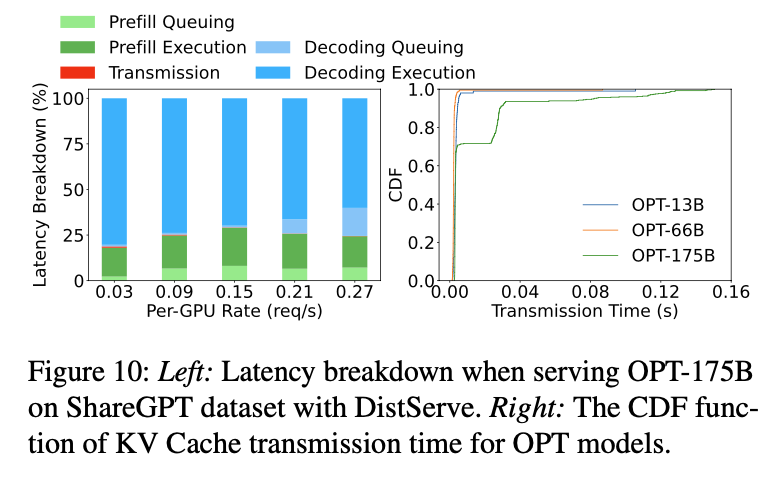 Prefill Queuing
Prefill Execution
Decoding Queuing
Transmission
Decoding Execution
Latency Breakdown (%)
100
75
50
25
0
0.03 0.09 0.15 0.21 0.27
Per-GPU Rate (req/s)
CDF
1.0
0.8
0.6
0.4
0.2
0.0
OPT-13B
OPT-66B
OPT-175B
0.00 0.04 0.08 0.12 0.16
Transmission Time (s)
Figure 10: Left: Latency breakdown when serving OPT-175B
on ShareGPT dataset with DistServe. Right: The CDF func-
tion of KV Cache transmission time for OPT models.